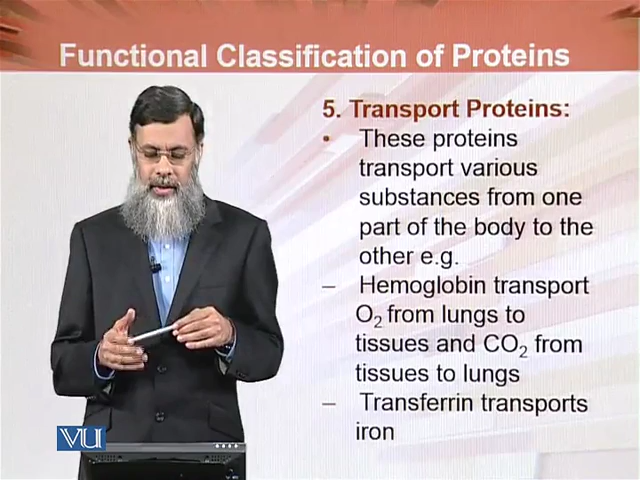 Functional Classification of Proteins
5. Transport Proteins:
• These proteins
transport various
substances from one
part of the body to the
other e.g.
– Hemoglobin transport
O2 from lungs to
tissues and CO2 from
tissues to lungs
– Transferrin transports
iron
VU